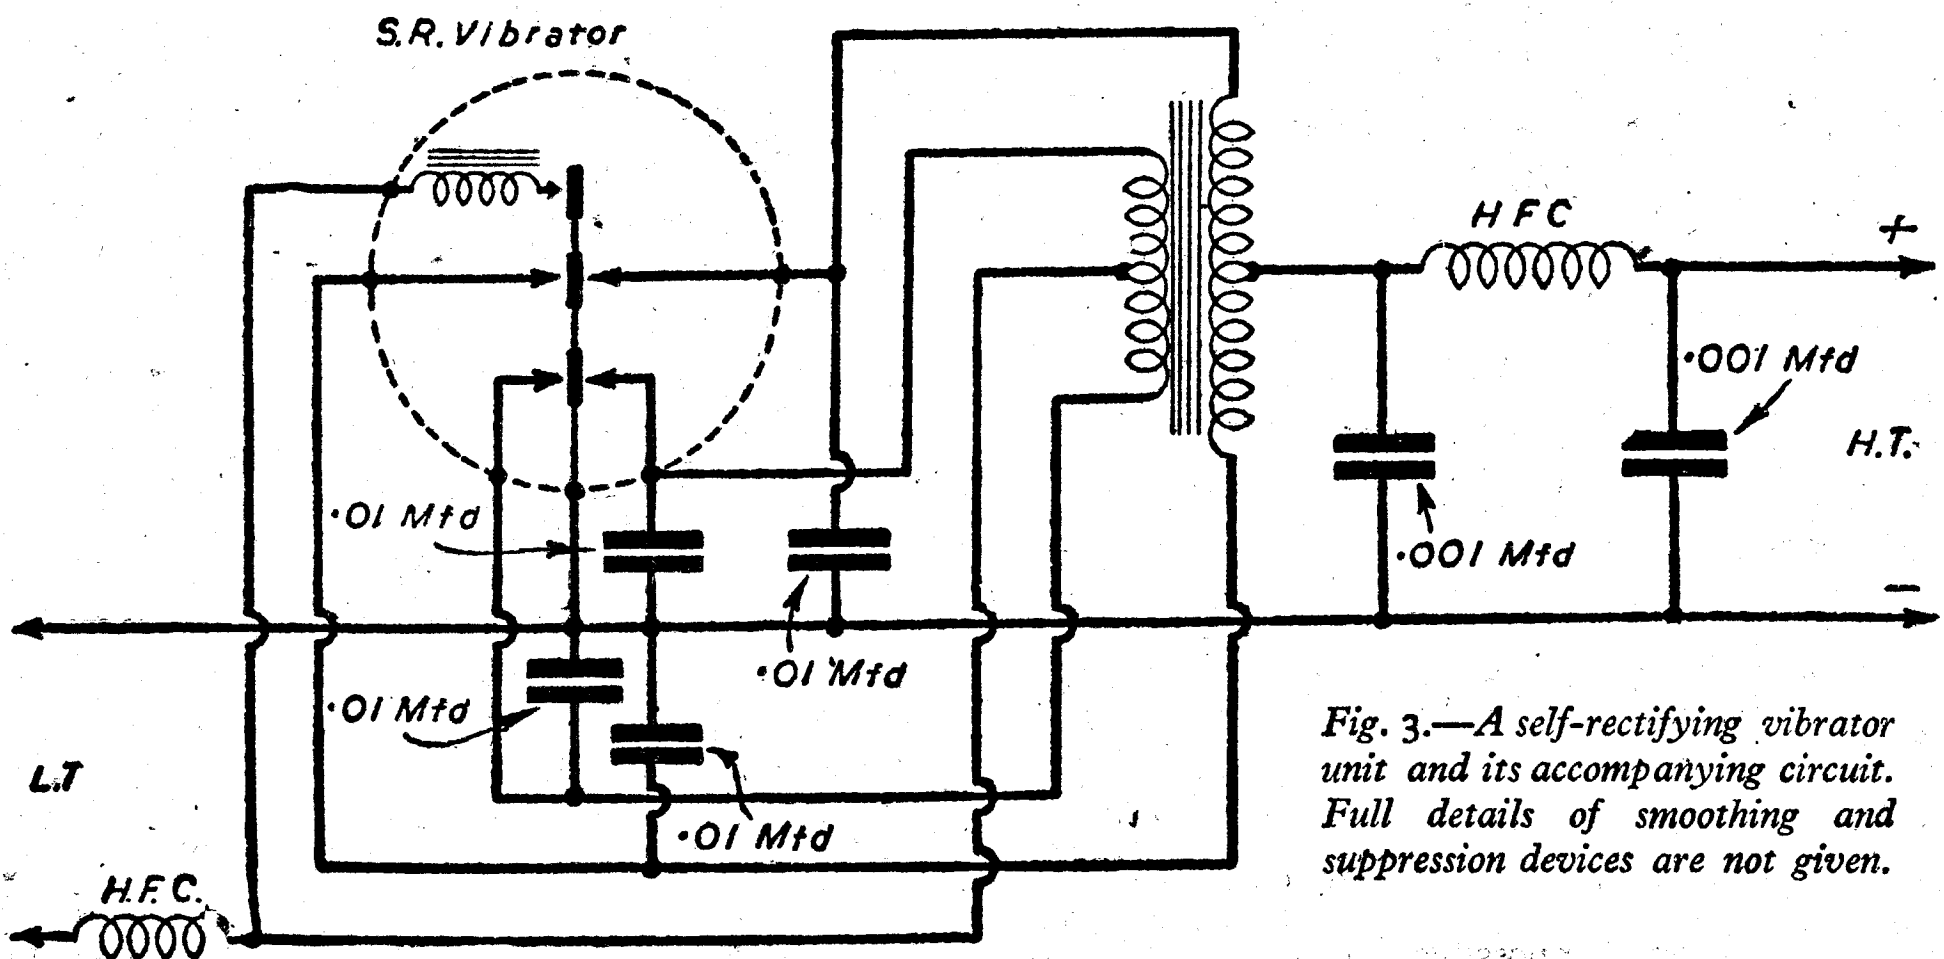 S.R. Vibrator
H F C
+
·001 Mfd
H.T.
·01 Mfd
·001 Mfd
–
·01 Mfd
·01 Mfd
L.T
·01 Mfd
H.F.C.
Fig. 3.—A self-rectifying vibrator
unit and its accompanying circuit.
Full details of smoothing and
suppression devices are not given.